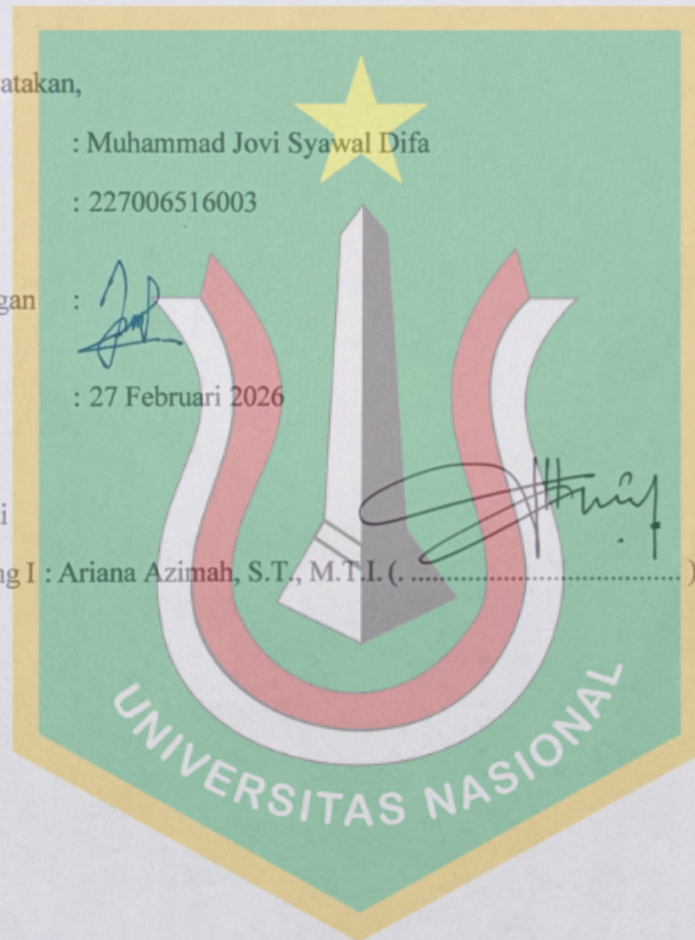 atakan,
: Muhammad Jovi Syawal Difa
: 227006516003
gan :
: 27 Februari 2026
i
ng I : Ariana Azimah, S.T., M.T.I. (. ........................................ )
UNIVERSITAS NASIONAL